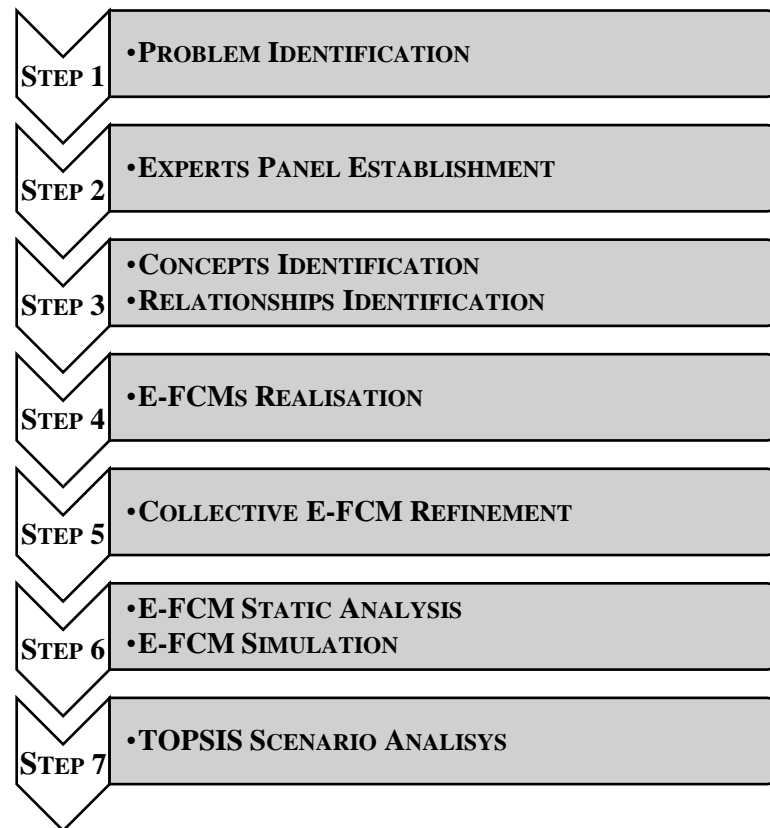 STEP 1
•PROBLEM IDENTIFICATION
STEP 2
•EXPERTS PANEL ESTABLISHMENT
STEP 3
•CONCEPTS IDENTIFICATION
•RELATIONSHIPS IDENTIFICATION
STEP 4
•E-FCMS REALISATION
STEP 5
•COLLECTIVE E-FCM REFINEMENT
STEP 6
•E-FCM STATIC ANALYSIS
•E-FCM SIMULATION
STEP 7
•TOPSIS SCENARIO ANALISYS